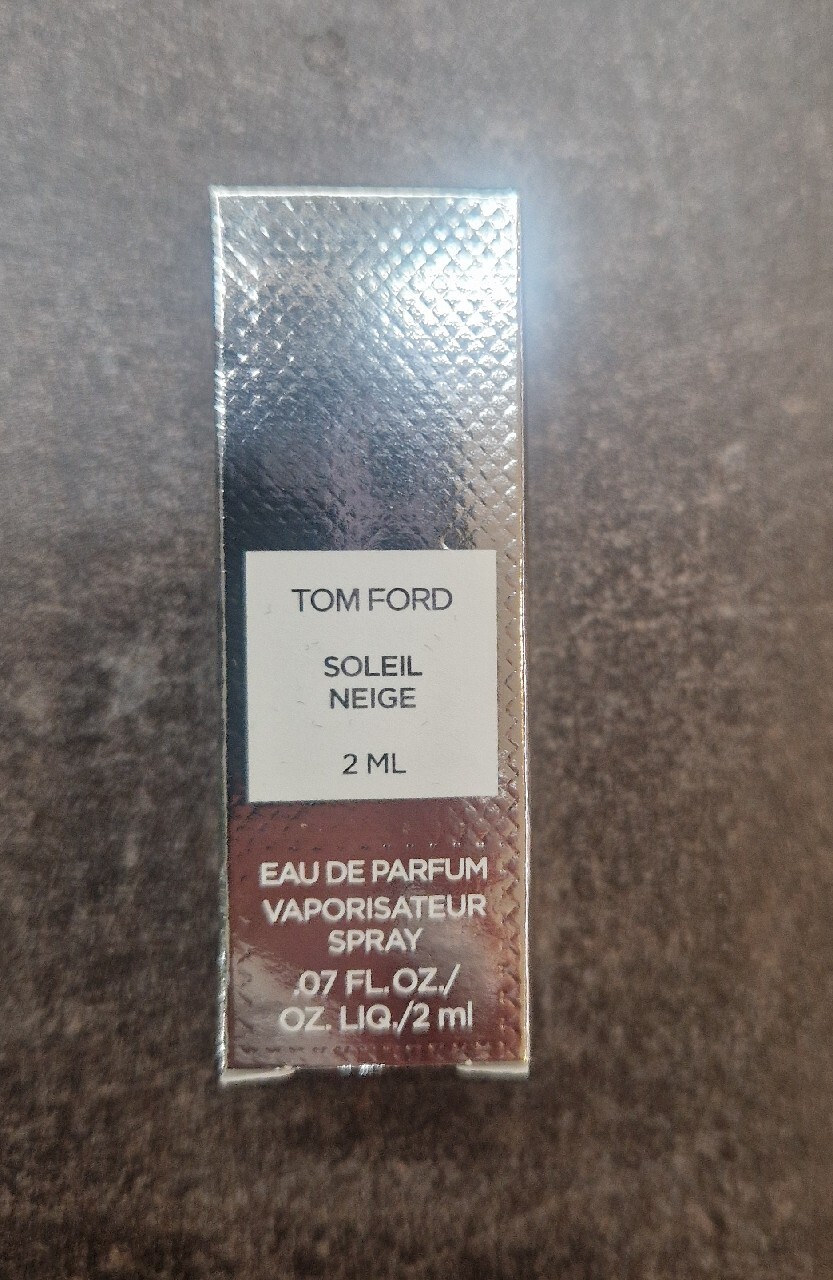 TOM FORD
SOLEIL
NEIGE
2 ML
EAU DE PARFUM
VAPORISATEUR
SPRAY
.07 FL.OZ./
OZ. LIQ./2 ml